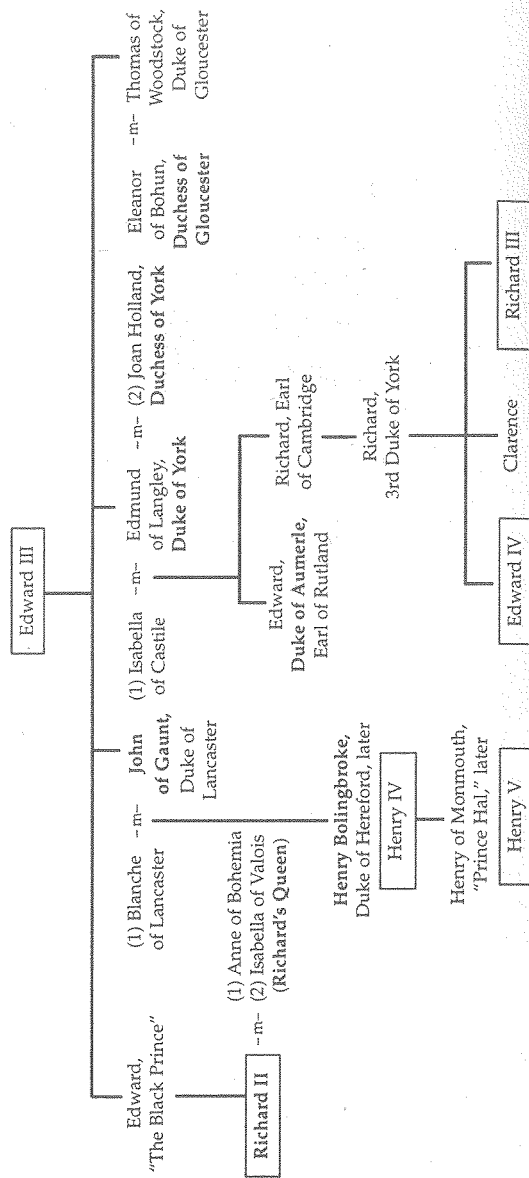 Edward III
Edward,
"The Black Prince"
(1) Blanche -m- John
of Lancaster
of Gaunt,
Duke of
Lancaster
(1) Isabella -m- Edmund -m- (2) Joan Holland,
of Castile
of Langley,
Duke of York
Duchess of York
Eleanor -m- Thomas of
of Bohun,
Duchess of
Gloucester
Woodstock,
Duke of
Gloucester
Richard II -m- (1) Anne of Bohemia
(2) Isabella of Valois
(Richard's Queen)
Henry Bolingbroke,
Duke of Hereford, later
Henry IV
Henry of Monmouth,
"Prince Hal," later
Henry V
Edward,
Duke of Aumerle,
Earl of Rutland
Richard, Earl
of Cambridge
Richard,
3rd Duke of York
Edward IV
Clarence
Richard III